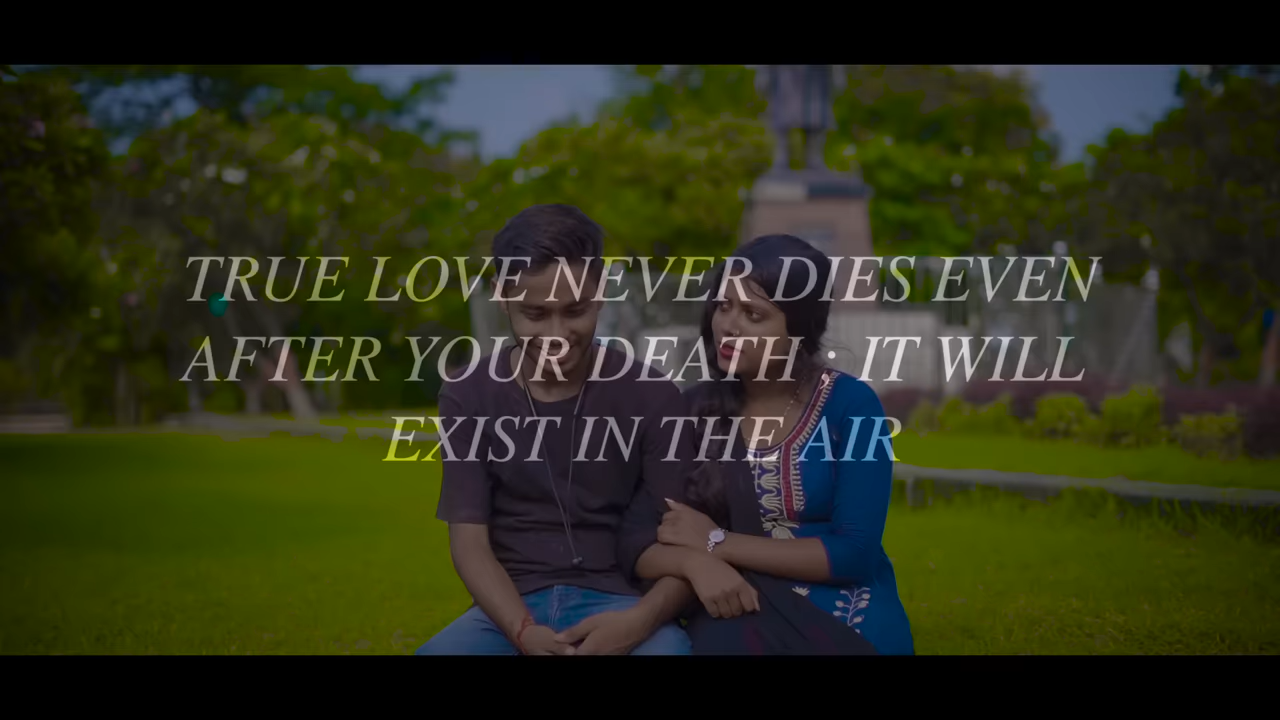 TRUE LOVE NEVER DIES EVEN
AFTER YOUR DEATH ; IT WILL
EXIST IN THE AIR